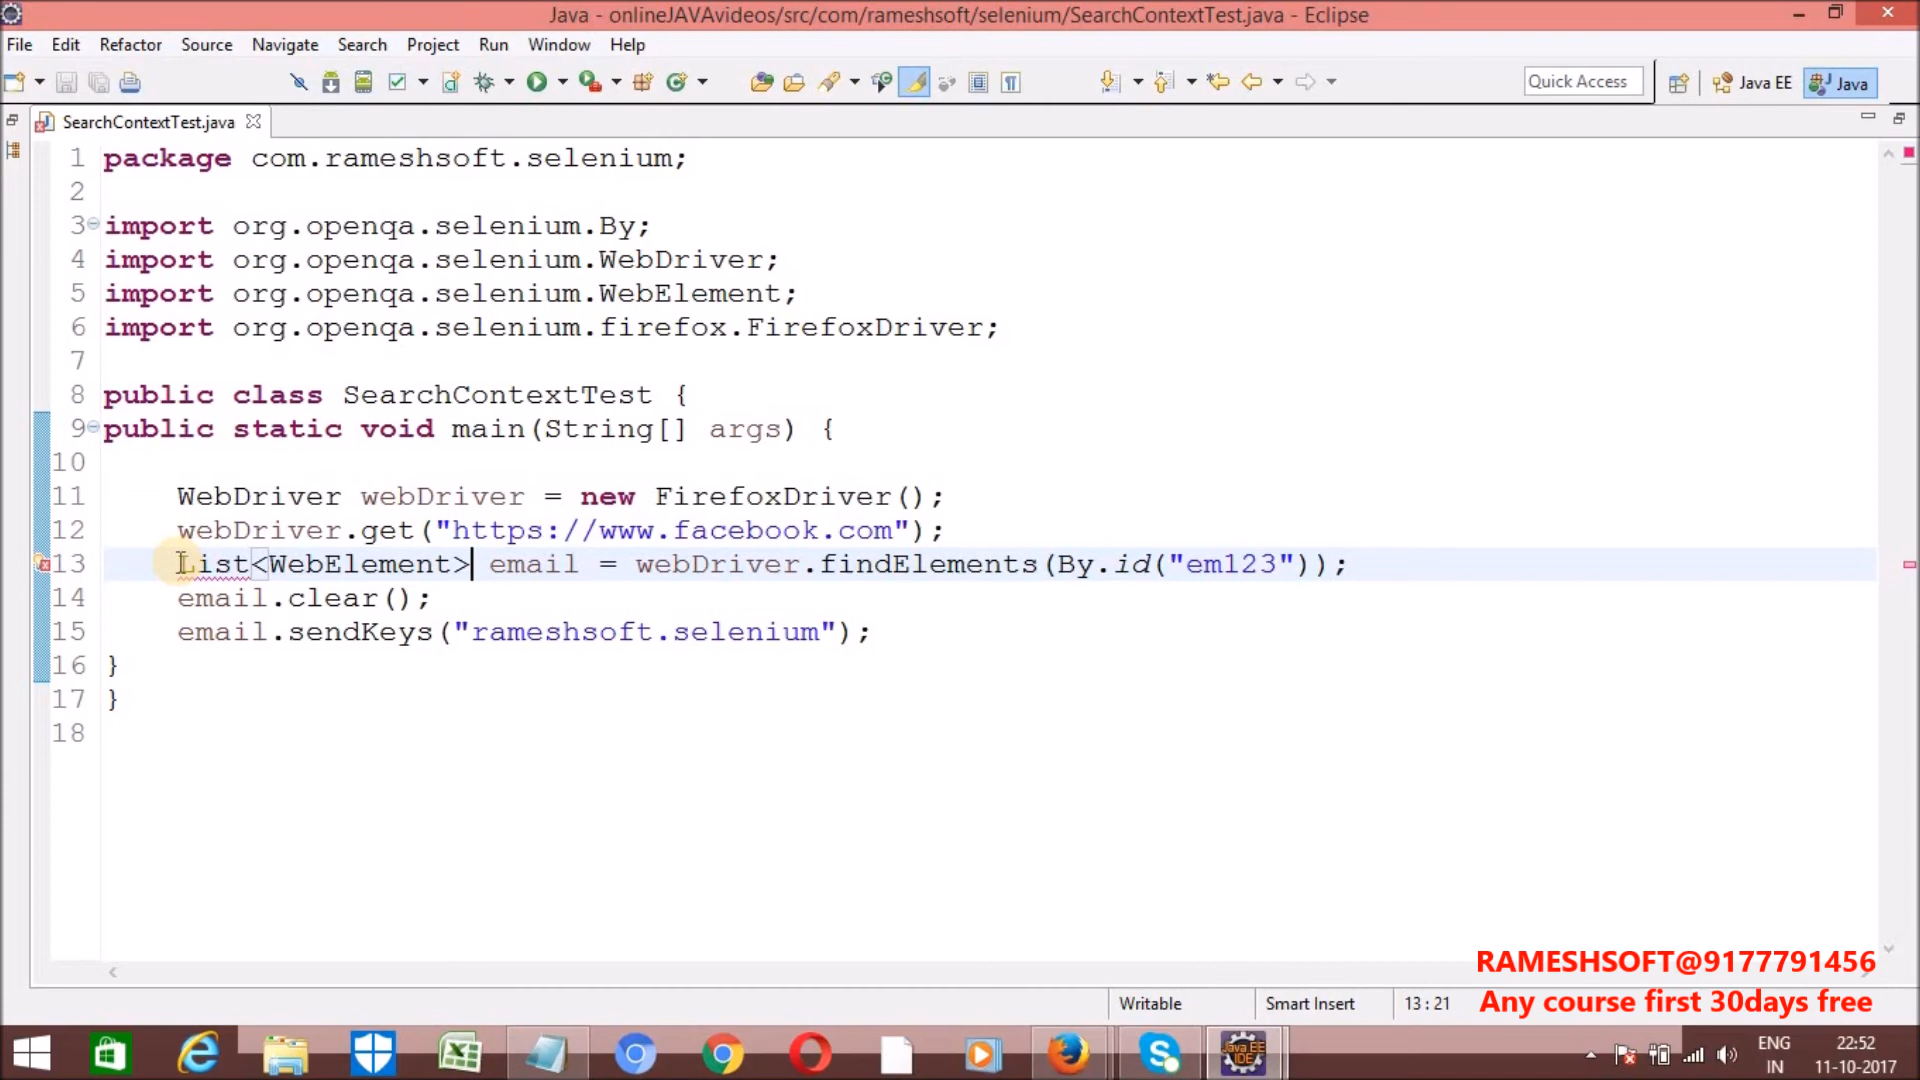 Java - onlineJAVAvideos/src/com/rameshsoft/selenium/SearchContextTest.java - Eclipse
File Edit Refactor Source Navigate Search Project Run Window Help
Quick Access Java EE Java
SearchContextTest.java
1 package com.rameshsoft.selenium;
2
3 import org.openqa.selenium.By;
4 import org.openqa.selenium.WebDriver;
5 import org.openqa.selenium.WebElement;
6 import org.openqa.selenium.firefox.FirefoxDriver;
7
8 public class SearchContextTest {
9 public static void main(String[] args) {
10
11 WebDriver webDriver = new FirefoxDriver();
12 webDriver.get("https://www.facebook.com");
13 List<WebElement> email = webDriver.findElements(By.id("em123"));
14 email.clear();
15 email.sendKeys("rameshsoft.selenium");
16 }
17 }
18
RAMESHSOFT@9177791456
Any course first 30days free
Writable Smart Insert 13:21
Java EE
IDE
ENG 22:52
IN 11-10-2017